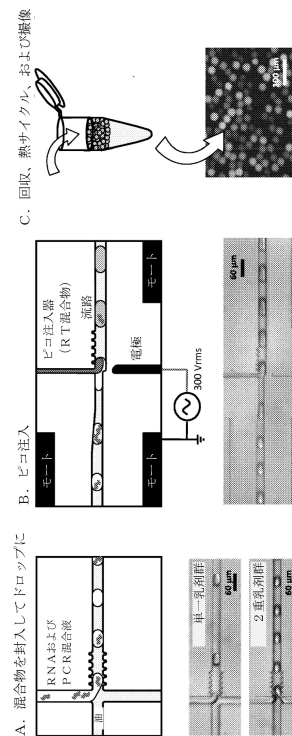 A. 混合物を封入してドロップに
RNAおよび
PCR混合液
油
単一乳剤群
60 µm
2重乳剤群
60 µm
B. ピコ注入
モート
ピコ注入器
(RT混合物)
流路
電極
モート
モート
300 Vrms
60 µm
C. 回収、熱サイクル、および撮像
100 µm